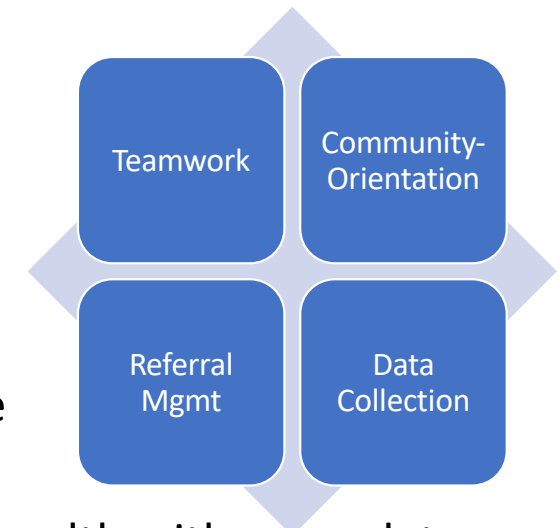 Teamwork
Community-
Orientation
Referral
Mgmt
Data
Collection
e